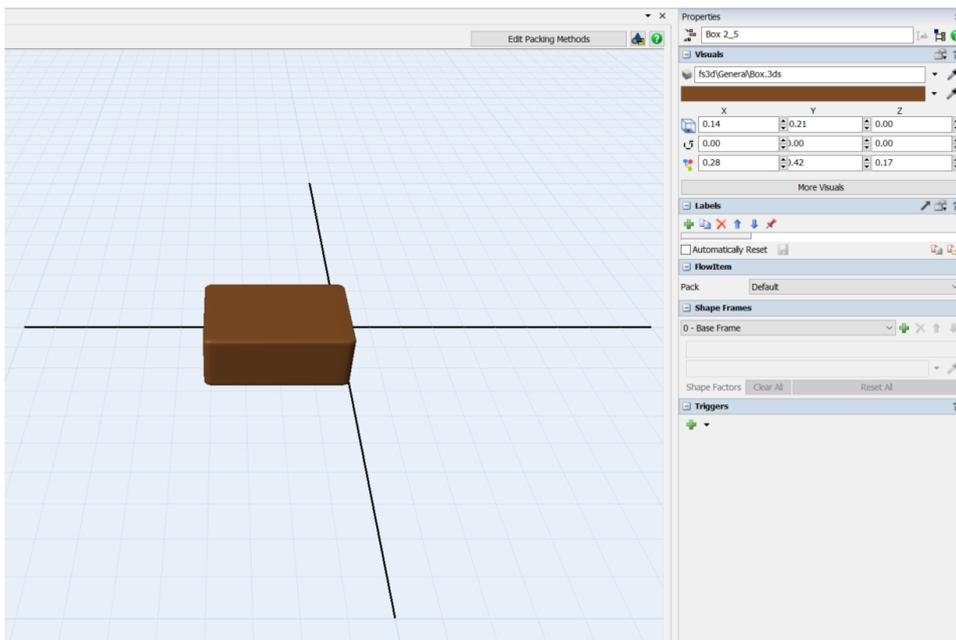 Properties
Edit Packing Methods
Box 2_5
Visuals
fs3d\General\Box.3ds
X Y Z
0.14 0.21 0.00
0.00 0.00 0.00
0.28 0.42 0.17
More Visuals
Labels
Automatically Reset
FlowItem
Pack Default
Shape Frames
0 - Base Frame
Shape Factors Clear All Reset All
Triggers